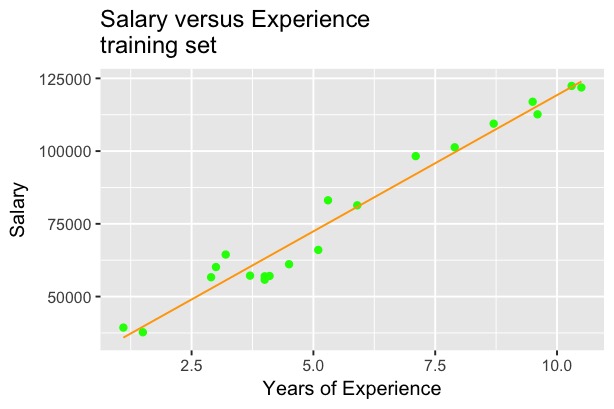 Salary versus Experience
training set
125000
100000
75000
50000
Salary
2.5 5.0 7.5 10.0
Years of Experience